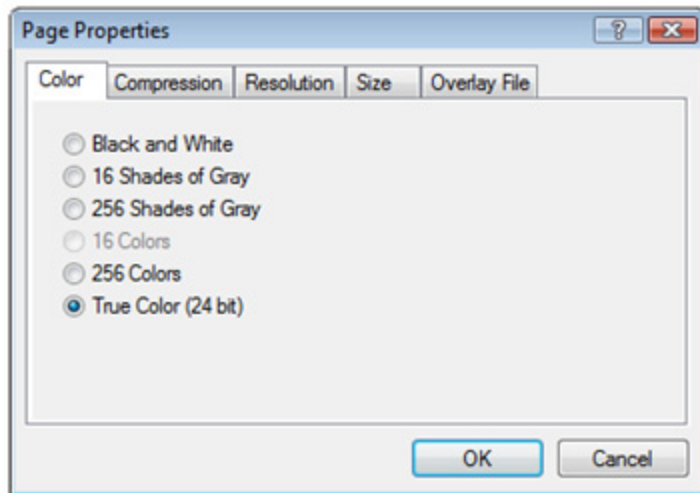 Page Properties
Color Compression Resolution Size Overlay File
Black and White
16 Shades of Gray
256 Shades of Gray
16 Colors
256 Colors
True Color (24 bit)
OK Cancel